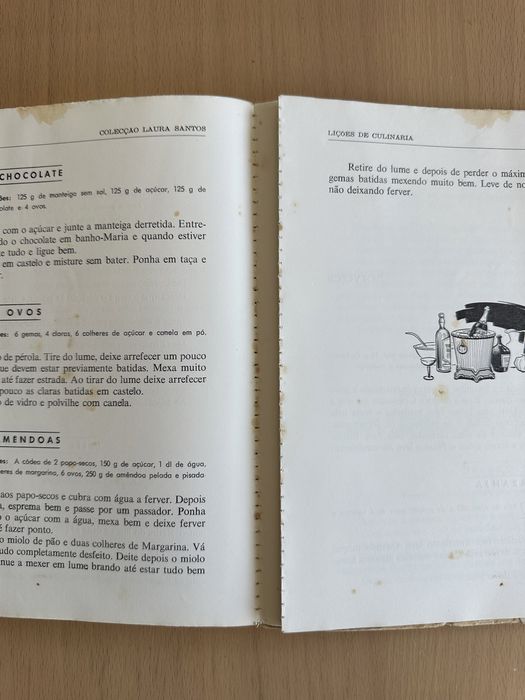 COLECÇÃO LAURA SANTOS
CHOCOLATE
ões: 125 g de manteiga sem sal, 125 g de açúcar, 125 g de
olate e 4 ovos.
com o açúcar e junte a manteiga derretida. Entre-
do o chocolate em banho-Maria e quando estiver
e tudo e ligue bem.
em castelo e misture sem bater. Ponha em taça e
r.
OVOS
es: 6 gemas, 4 claras, 6 colheres de açúcar e canela em pó.
o de pérola. Tire do lume, deixe arrefecer um pouco
que devem estar previamente batidas. Mexa muito
até fazer estrada. Ao tirar do lume deixe arrefecer
pouco as claras batidas em castelo.
o de vidro e polvilhe com canela.
MENDOAS
es: A côdea de 2 papo-secos, 150 g de açúcar, 1 dl de água,
eres de margarina, 6 ovos, 250 g de amêndoa pelada e pisada
aos papo-secos e cubra com água a ferver. Depois
a, esprema bem e passe por um passador. Ponha
o o açúcar com a água, mexa bem e deixe ferver
é fazer ponto.
o miolo de pão e duas colheres de Margarina. Vá
udo completamente desfeito. Deite depois o miolo
nue a mexer em lume brando até estar tudo bem
LIÇOES DE CULINARIA
Retire do lume e depois de perder o máxim
gemas batidas mexendo muito bem. Leve de no
não deixando ferver.